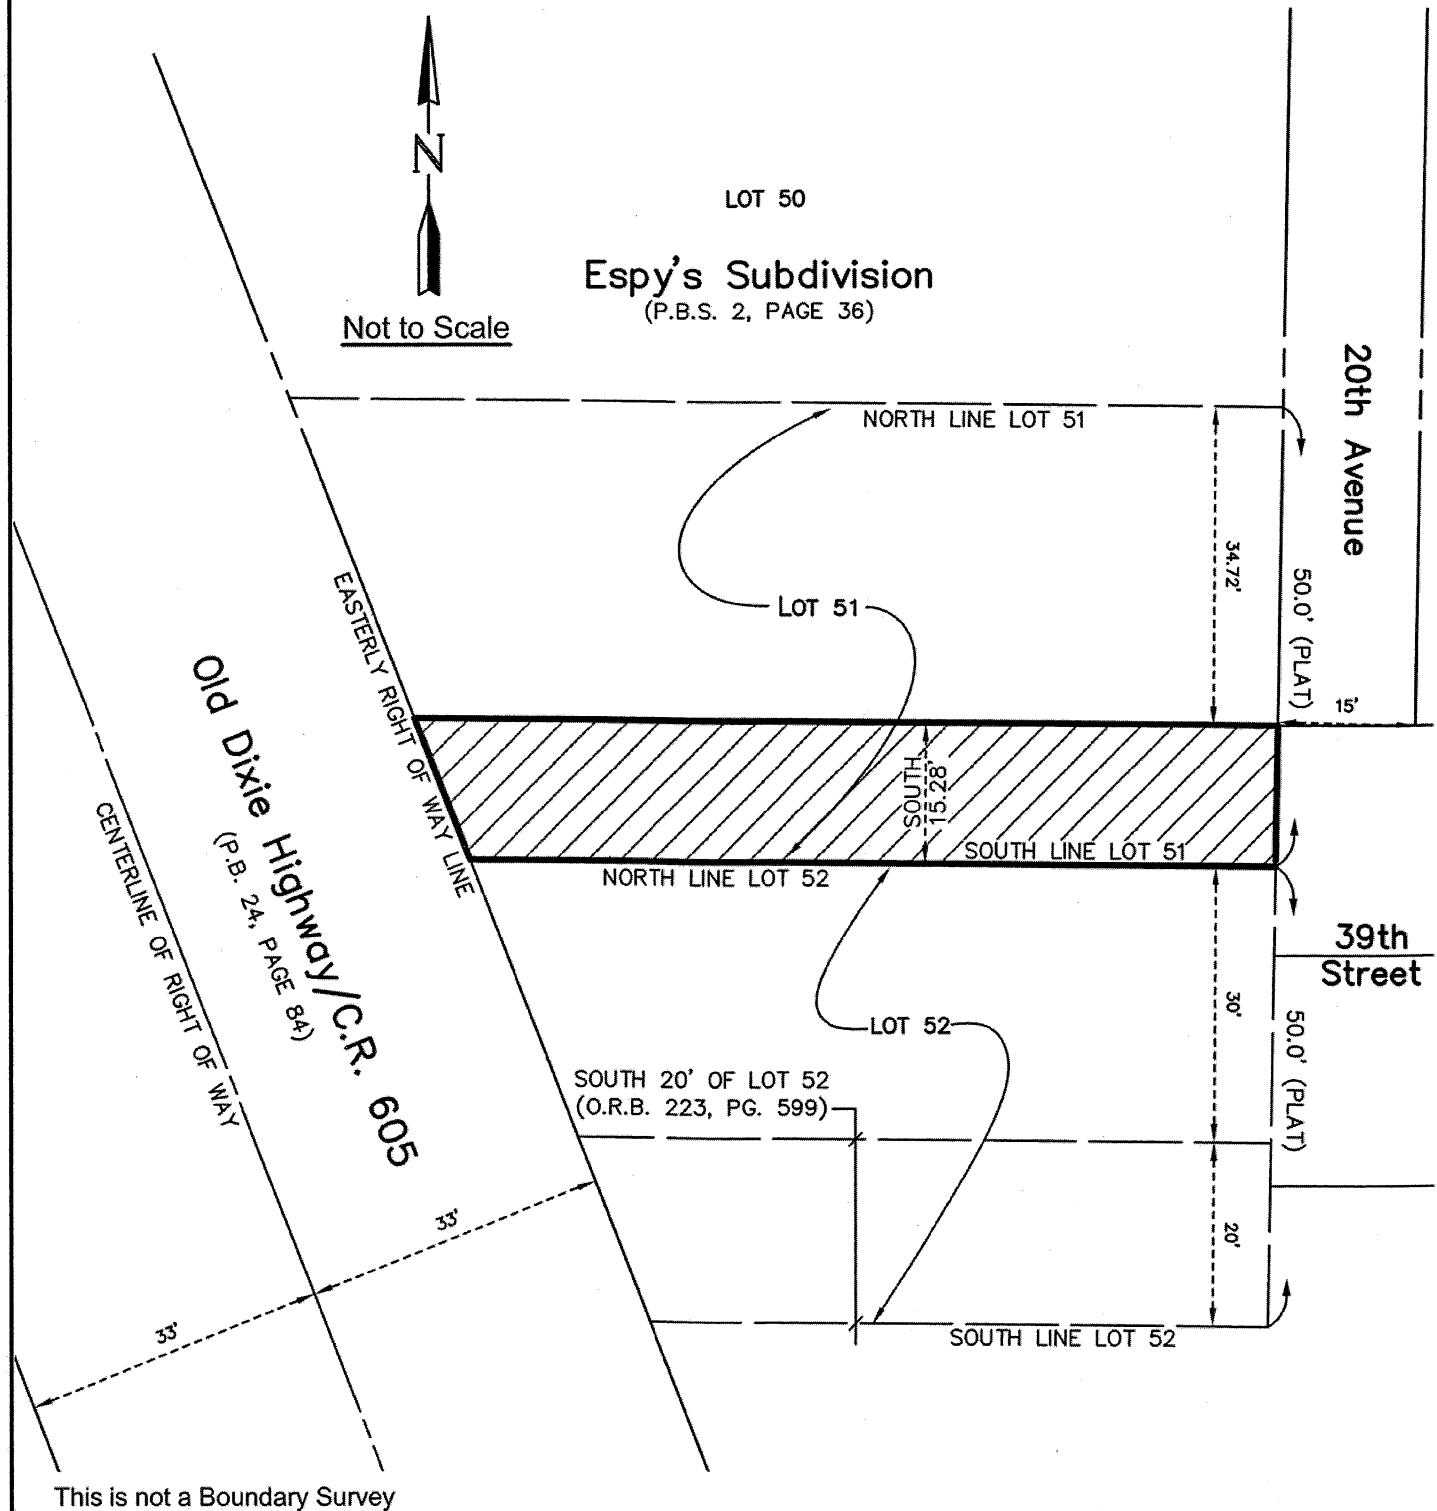 N
Not to Scale
LOT 50
Espy's Subdivision
(P.B.S. 2, PAGE 36)
20th Avenue
NORTH LINE LOT 51
34.72'
50.0' (PLAT)
15'
LOT 51
EASTERLY RIGHT OF WAY LINE
Old Dixie Highway/C.R. 605
(P.B. 24, PAGE 84)
CENTERLINE OF RIGHT OF WAY
SOUTH
15.28'
SOUTH LINE LOT 51
NORTH LINE LOT 52
39th
Street
30'
50.0' (PLAT)
LOT 52
SOUTH 20' OF LOT 52
(O.R.B. 223, PG. 599)
20'
33'
33'
SOUTH LINE LOT 52
This is not a Boundary Survey